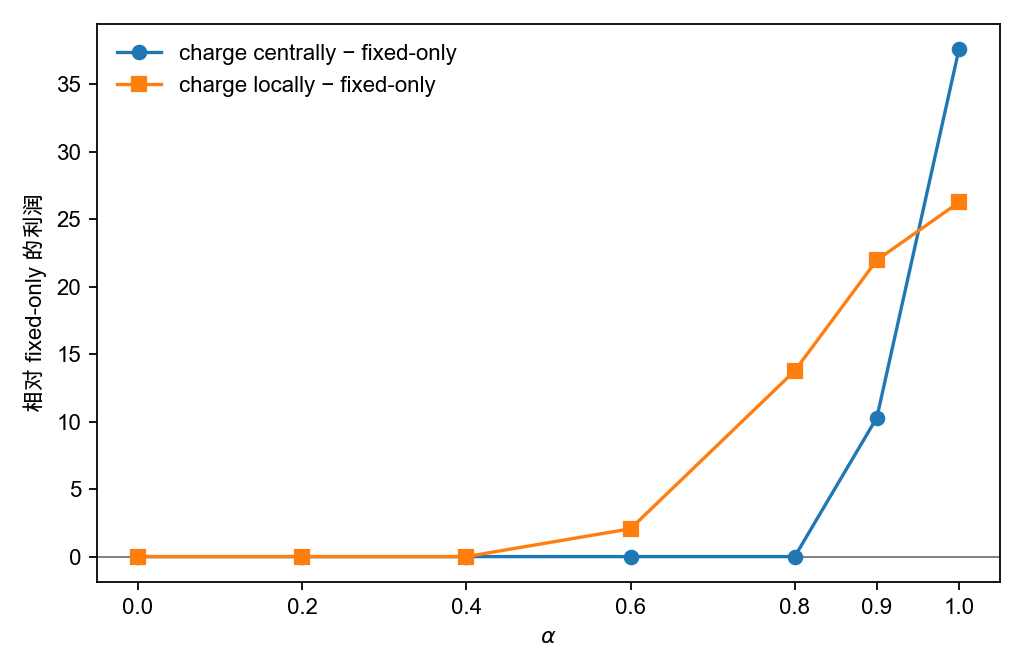 charge centrally − fixed-only
charge locally − fixed-only
35
30
25
20
15
10
5
0
相对 fixed-only 的利润
0.0 0.2 0.4 0.6 0.8 0.9 1.0
α